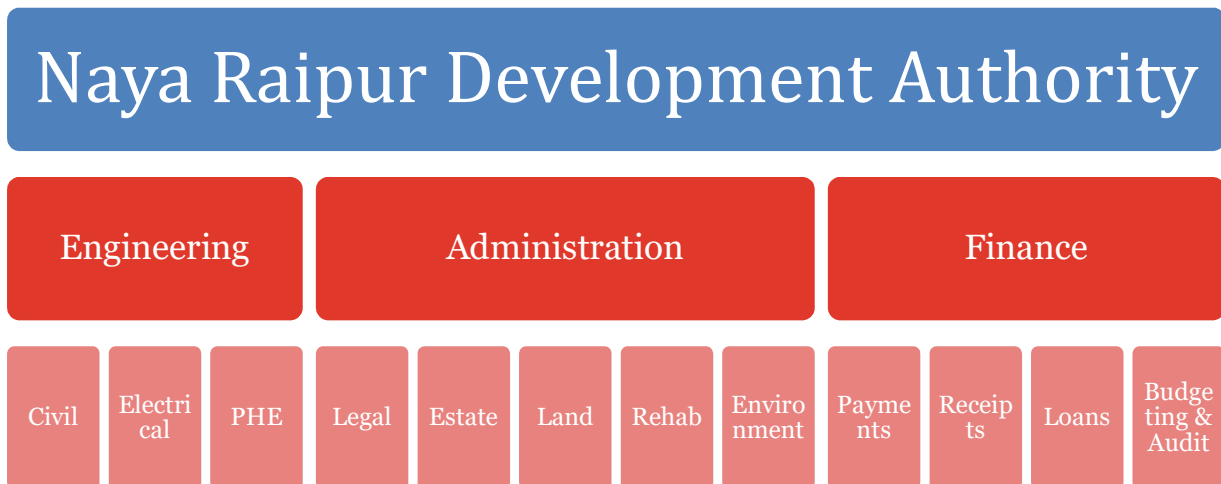 Naya Raipur Development Authority
Engineering
Administration
Finance
Civil
Electri
cal
PHE
Legal
Estate
Land
Rehab
Enviro
nment
Payme
nts
Receip
ts
Loans
Budge
ting &
Audit